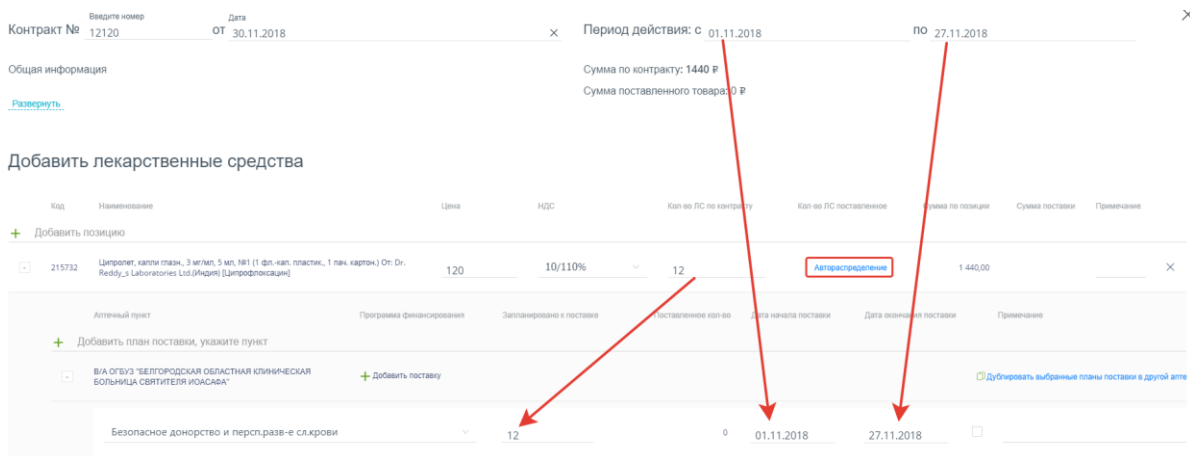 Введите номер
Дата
Контракт № 12120 от 30.11.2018 Период действия: с 01.11.2018 по 27.11.2018
Общая информация
Сумма по контракту: 1440 ₽
Сумма поставленного товара: 0 ₽
Развернуть
Добавить лекарственные средства
Код Наименование Цена НДС Кол-во ЛС по контракту Кол-во ЛС поставленное Сумма по позиции Сумма поставки Примечание
+ Добавить позицию
Ципролет, капли глазн., 3 мг/мл, 5 мл, №1 (1 фл.-кап. пластик., 1 пач. картон.) От: Dr.
215732 Reddy_s Laboratories Ltd.(Индия) [Ципрофлоксацин] 120 10/110% 12 Автораспределение 1 440,00
Аптечный пункт Программа финансирования Запланировано к поставке Поставленное кол-во Дата начала поставки Дата окончания поставки Примечание
+ Добавить план поставки, укажите пункт
В/А ОГБУЗ "БЕЛГОРОДСКАЯ ОБЛАСТНАЯ КЛИНИЧЕСКАЯ
БОЛЬНИЦА СВЯТИТЕЛЯ ИОАСАФА" + Добавить поставку Дублировать выбранные планы поставки в другой апте
Безопасное донорство и персп.разв-е сл.крови 12 0 01.11.2018 27.11.2018